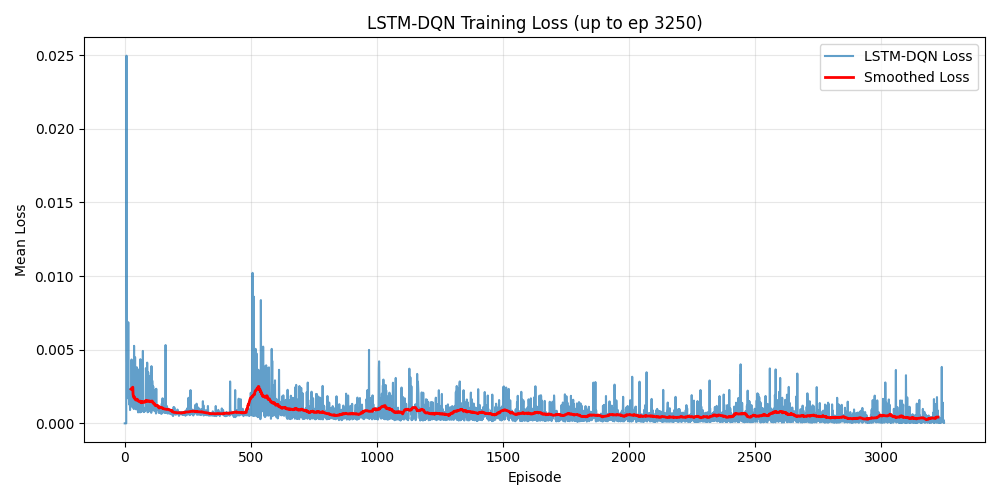 LSTM-DQN Training Loss (up to ep 3250)
LSTM-DQN Loss
Smoothed Loss
Mean Loss
0.025
0.020
0.015
0.010
0.005
0.000
0 500 1000 1500 2000 2500 3000
Episode